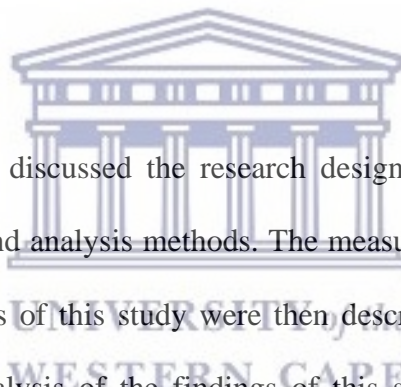 discussed the research design
nd analysis methods. The measu
s of this study were then descr
UNIVERSITY of the
alysis of the findings of this s
WESTERN CAPE